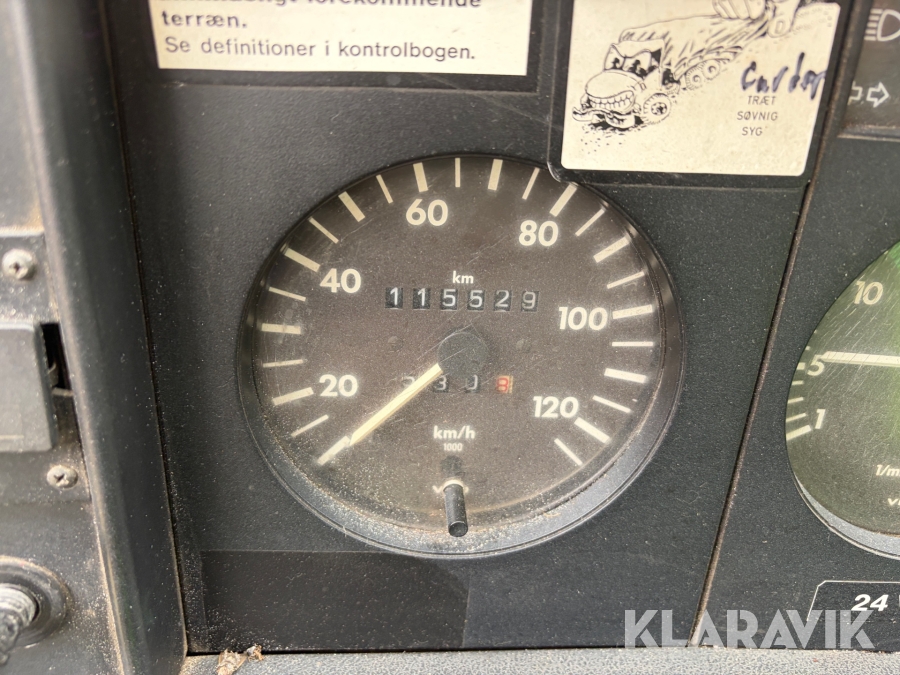 terræn.
Se definitioner i kontrolbogen.
TRÆT
SØVNIG
SYG
60
80
40
km
115529
100
20
120
km/h
1000
10
5
1
1/m
24
KLARAVIK